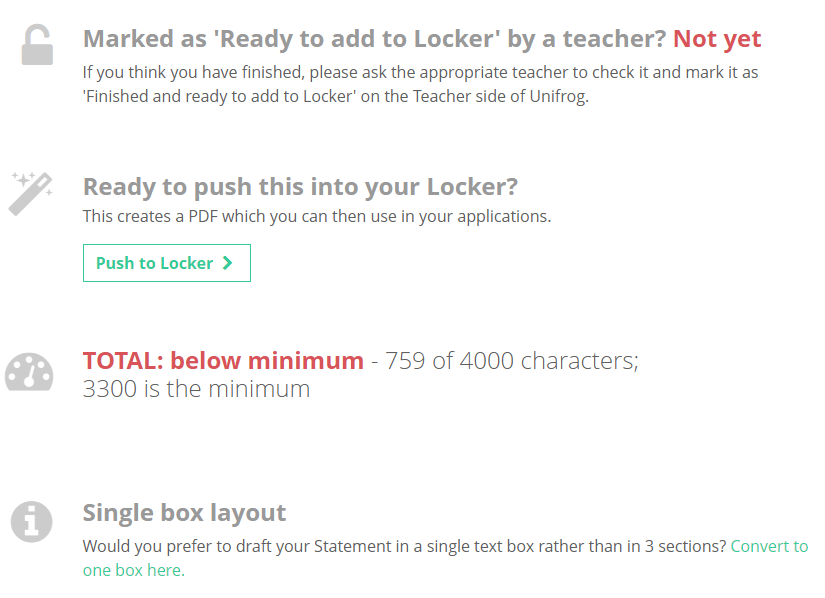 Marked as 'Ready to add to Locker' by a teacher? Not yet
If you think you have finished, please ask the appropriate teacher to check it and mark it as
'Finished and ready to add to Locker' on the Teacher side of Unifrog.
Ready to push this into your Locker?
This creates a PDF which you can then use in your applications.
Push to Locker
TOTAL: below minimum - 759 of 4000 characters;
3300 is the minimum
Single box layout
Would you prefer to draft your Statement in a single text box rather than in 3 sections? Convert to
one box here.